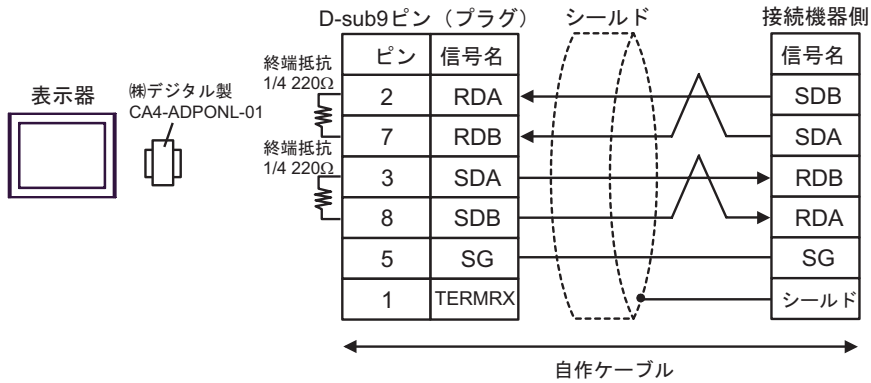 D-sub9ピン（プラグ） シールド 接続機器側
ピン 信号名 信号名
終端抵抗
1/4 220Ω
表示器
㈱デジタル製
CA4-ADPONL-01
2 RDA SDB
7 RDB SDA
終端抵抗
1/4 220Ω
3 SDA RDB
8 SDB RDA
5 SG SG
1 TERMRX シールド
自作ケーブル